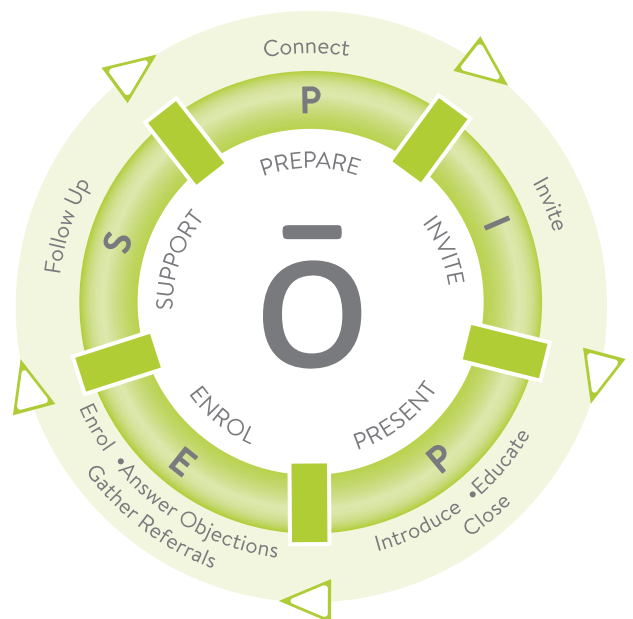 Connect
P
PREPARE
Invite
I
INVITE
Introduce •Educate
Close
P
PRESENT
Enrol •Answer Objections
Gather Referrals
E
ENROL
Follow Up
S
SUPPORT
ō